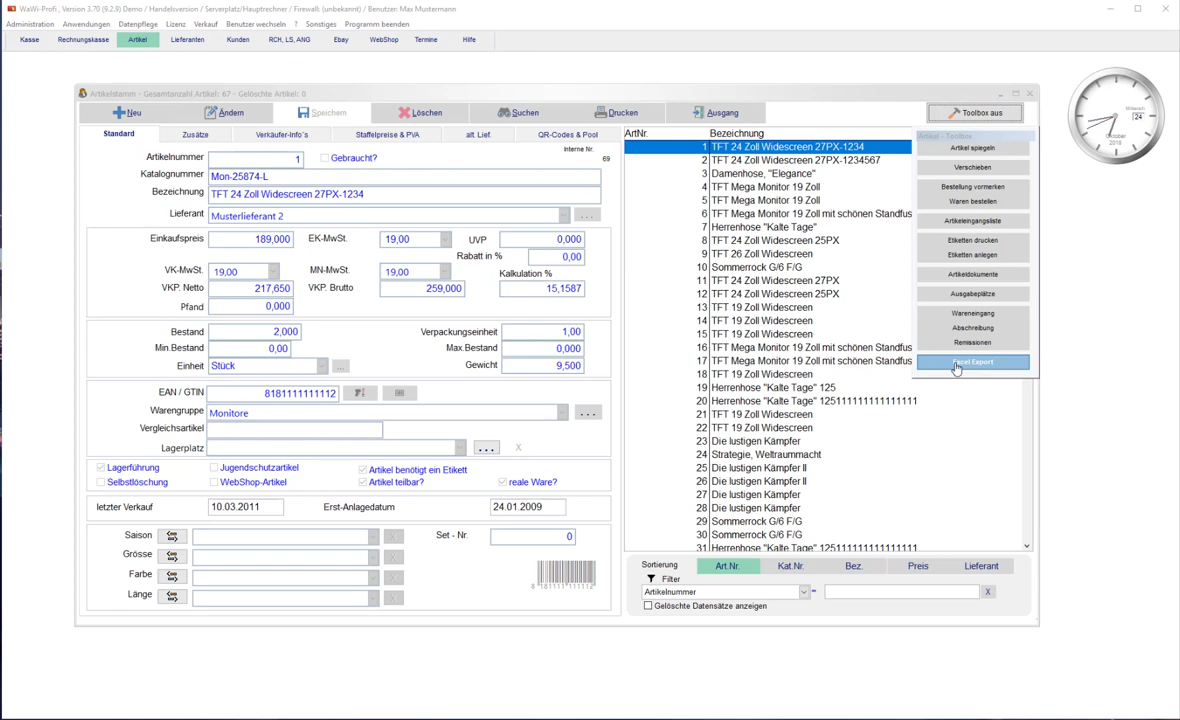 WaWi-Profi , Version 3.70 (9.2.8) Demo / Handelsversion / Serverplatz/Hauptrechner / Firewall: (unbekannt) / Benutzer: Max Mustermann
Administration Anwendungen Datenpflege Lizenz Verkauf Benutzer wechseln ? Sonstiges Programm beenden
Kasse Rechnungskasse Artikel Lieferanten Kunden RCH, LS, ANG Ebay WebShop Termine Hilfe
Artikelstamm - Gesamtanzahl Artikel: 67 - Gelöschte Artikel: 0
Neu Ändern Speichern Löschen Suchen Drucken Ausgang Toolbox aus
Standard Zusätze Verkäufer-Info's Staffelpreise & PVA alt. Lief. QR-Codes & Pool
Artikelnummer 1 Gebraucht? Interne Nr. 69
Katalognummer Mon-25874-L
Bezeichnung TFT 24 Zoll Widescreen 27PX-1234
Lieferant Musterlieferant 2 ...
Einkaufspreis 189,000 EK-MwSt. 19,00 UVP 0,000
Rabatt in % 0,00
VK-MwSt. 19,00 MN-MwSt. 19,00 Kalkulation %
VKP. Netto 217,650 VKP. Brutto 259,000 15,1587
Pfand 0,000
Bestand 2,000 Verpackungseinheit 1,00
Min.Bestand 0,00 Max.Bestand 0,000
Einheit Stück ... Gewicht 9,500
EAN / GTIN 8181111111112
Warengruppe Monitore ...
Vergleichsartikel
Lagerplatz ... X
Lagerführung Jugendschutzartikel Artikel benötigt ein Etikett
Selbstlöschung WebShop-Artikel Artikel teilbar? reale Ware?
letzter Verkauf 10.03.2011 Erst-Anlagedatum 24.01.2009
Saison X Set - Nr. 0
Grösse X
Farbe X
Länge X
8 181111 111112
ArtNr. Bezeichnung
1 TFT 24 Zoll Widescreen 27PX-1234
2 TFT 24 Zoll Widescreen 27PX-1234567
3 Damenhose, "Elegance"
4 TFT Mega Monitor 19 Zoll
5 TFT Mega Monitor 19 Zoll
6 TFT Mega Monitor 19 Zoll mit schönen Standfus
7 Herrenhose "Kalte Tage"
8 TFT 24 Zoll Widescreen 25PX
9 TFT 26 Zoll Widescreen
10 Sommerrock G/6 F/G
11 TFT 24 Zoll Widescreen 27PX
12 TFT 24 Zoll Widescreen 25PX
13 TFT 19 Zoll Widescreen
14 TFT 19 Zoll Widescreen
15 TFT 19 Zoll Widescreen
16 TFT Mega Monitor 19 Zoll mit schönen Standfus
17 TFT Mega Monitor 19 Zoll mit schönen Standfus
18 TFT 19 Zoll Widescreen
19 Herrenhose "Kalte Tage" 125
20 Herrenhose "Kalte Tage" 125111111111111111
21 TFT 19 Zoll Widescreen
22 TFT 19 Zoll Widescreen
23 Die lustigen Kämpfer
24 Strategie, Weltraummacht
25 Die lustigen Kämpfer II
26 Die lustigen Kämpfer II
27 Die lustigen Kämpfer
28 Die lustigen Kämpfer
29 Sommerrock G/6 F/G
30 Sommerrock G/6 F/G
31 Herrenhose "Kalte Tage" 125111111111111111
Sortierung Art.Nr. Kat.Nr. Bez. Preis Lieferant
Filter
Artikelnummer = X
Gelöschte Datensätze anzeigen
Artikel - Toolbox
Artikel spiegeln
Verschieben
Bestellung vormerken
Waren bestellen
Artikeleingangsliste
Etiketten drucken
Etiketten anlegen
Artikeldokumente
Ausgabeplätze
Wareneingang
Abschreibung
Remissionen
Excel Export
Mittwoch
24
Oktober
2018